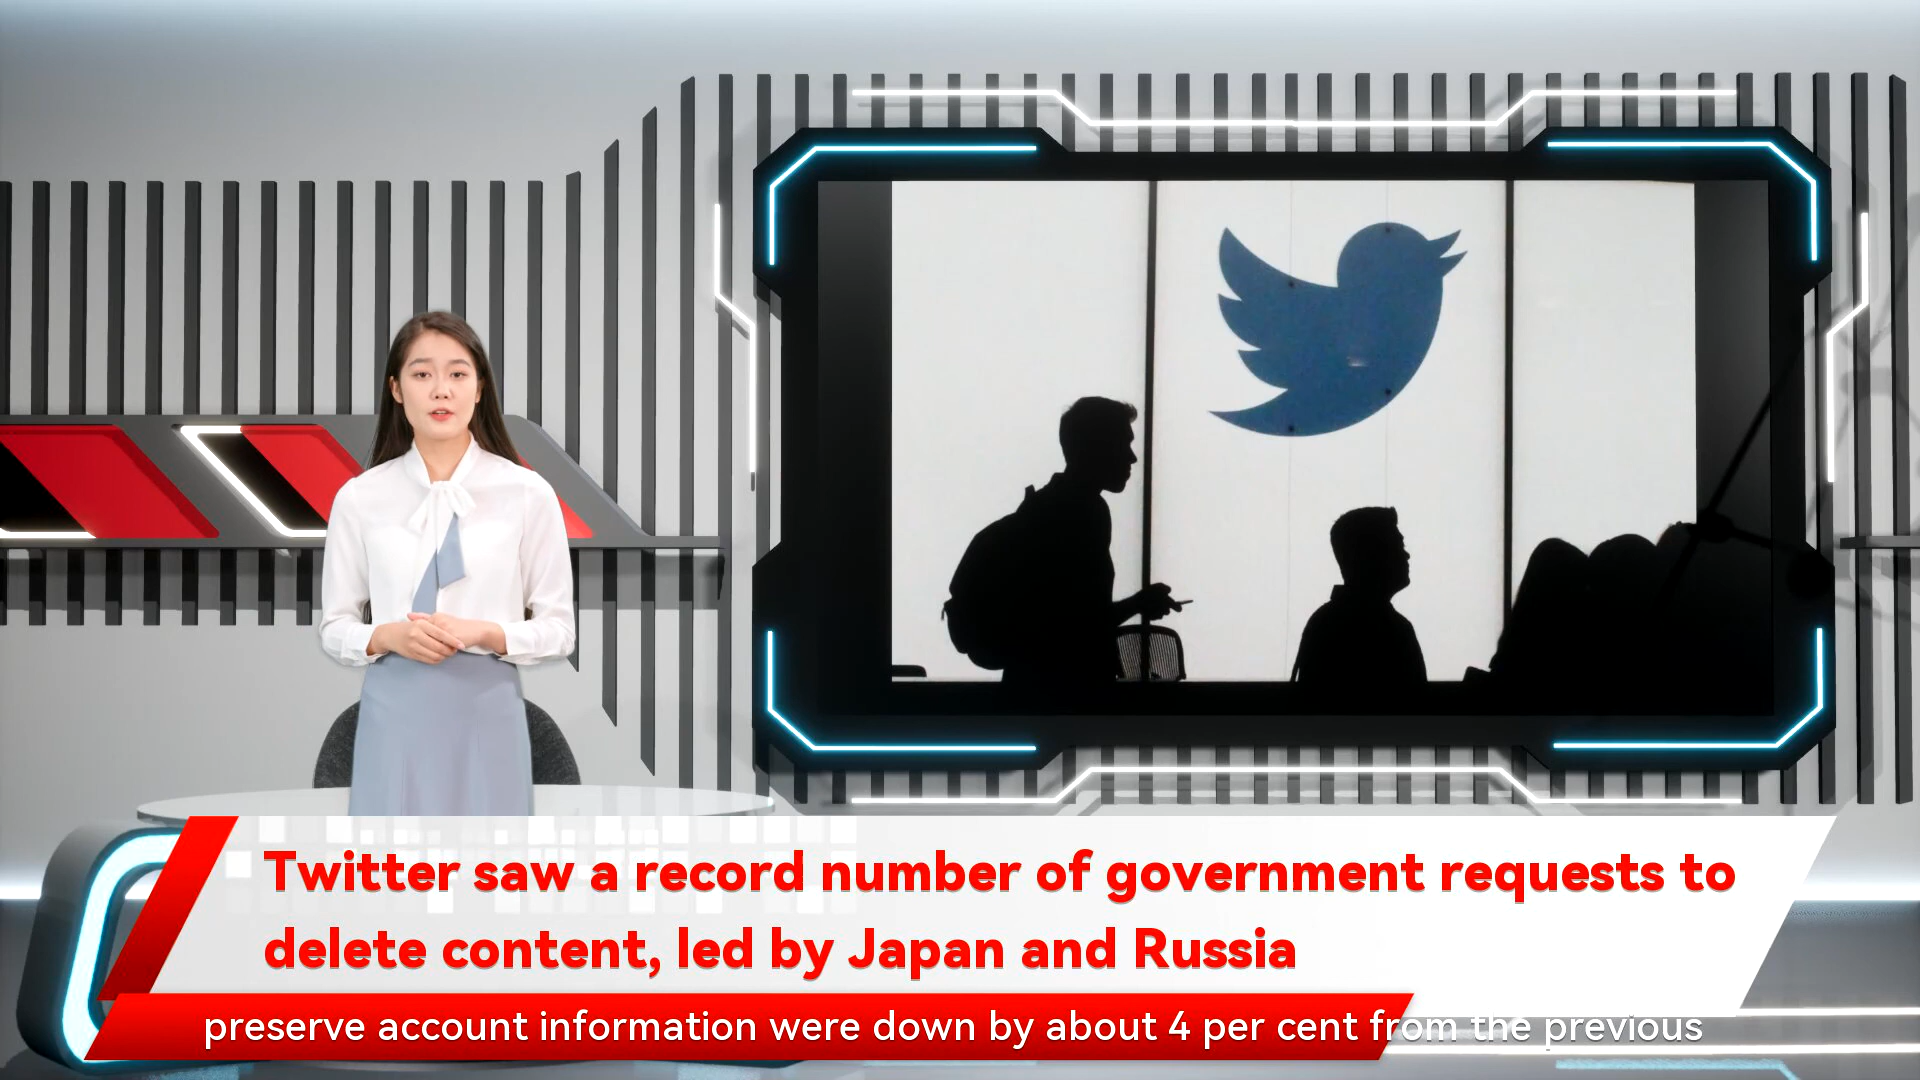 Twitter saw a record number of government requests to
delete content, led by Japan and Russia
preserve account information were down by about 4 per cent from the previous